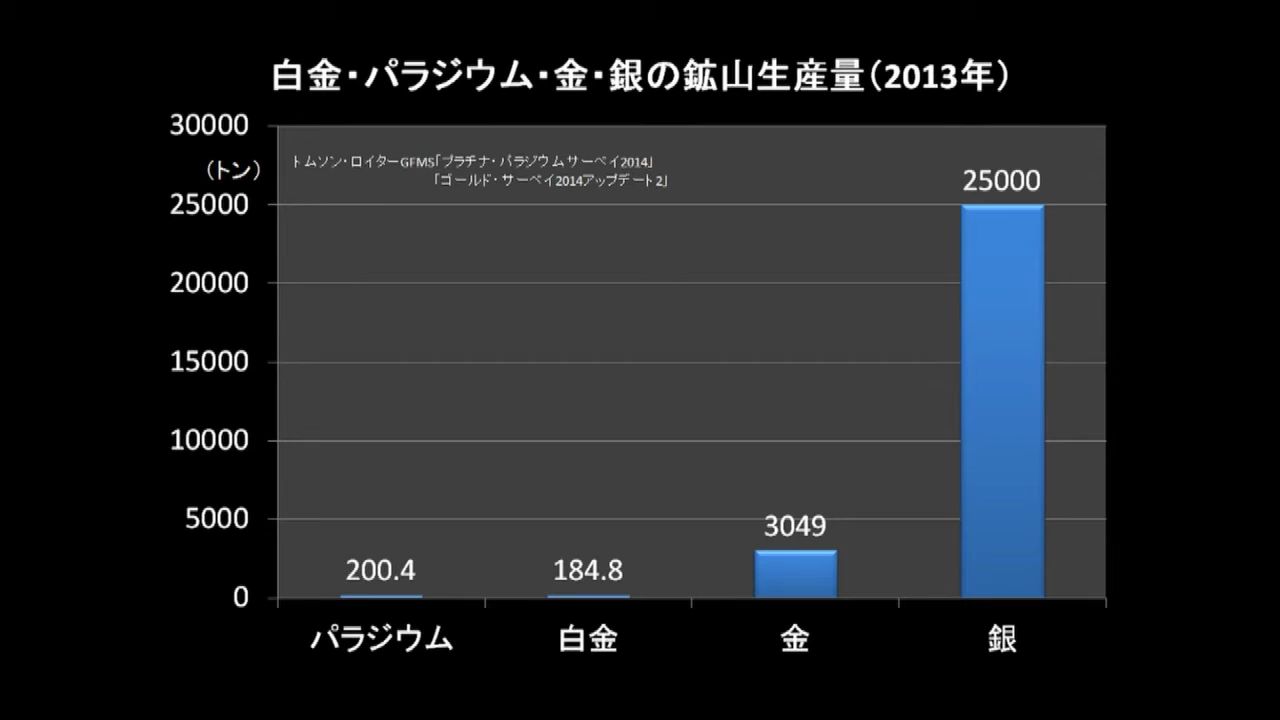 白金・パラジウム・金・銀の鉱山生産量（2013年）
30000
（トン）
トムソン・ロイターGFMS「プラチナ・パラジウムサーベイ2014」
「ゴールド・サーベイ2014アップデート2」
25000
25000
20000
15000
10000
5000
3049
200.4
184.8
0
パラジウム
白金
金
銀